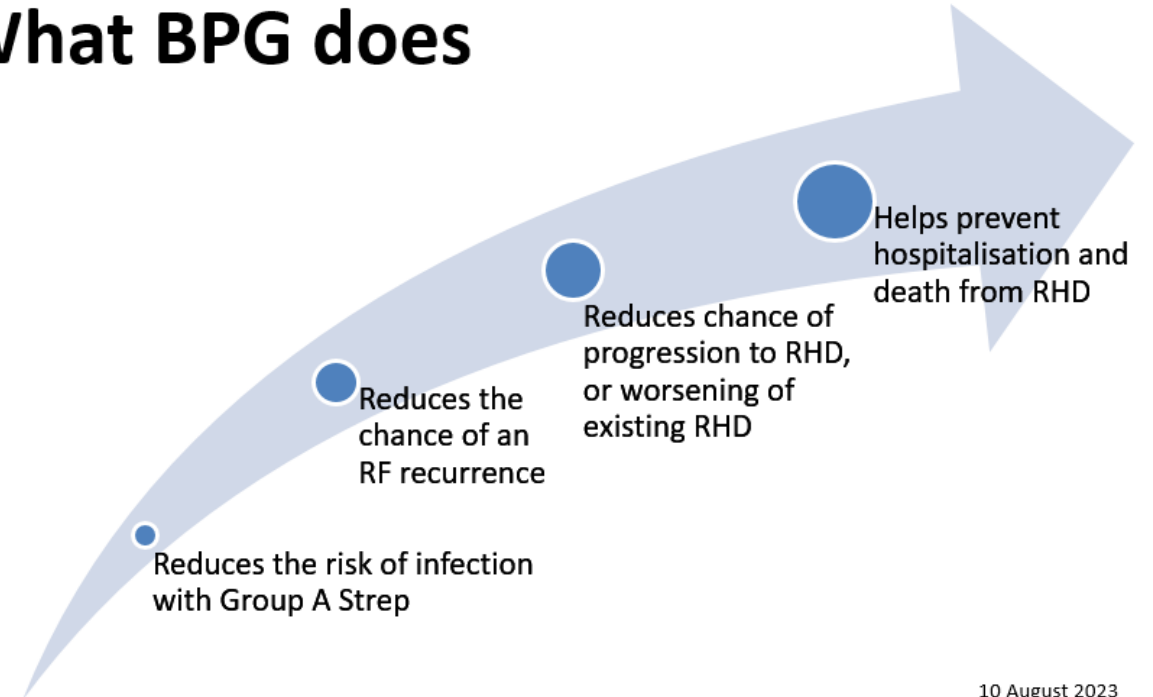 What BPG does
Helps prevent
hospitalisation and
death from RHD
Reduces chance of
progression to RHD,
or worsening of
existing RHD
Reduces the
chance of an
RF recurrence
Reduces the risk of infection
with Group A Strep
10 August 2023